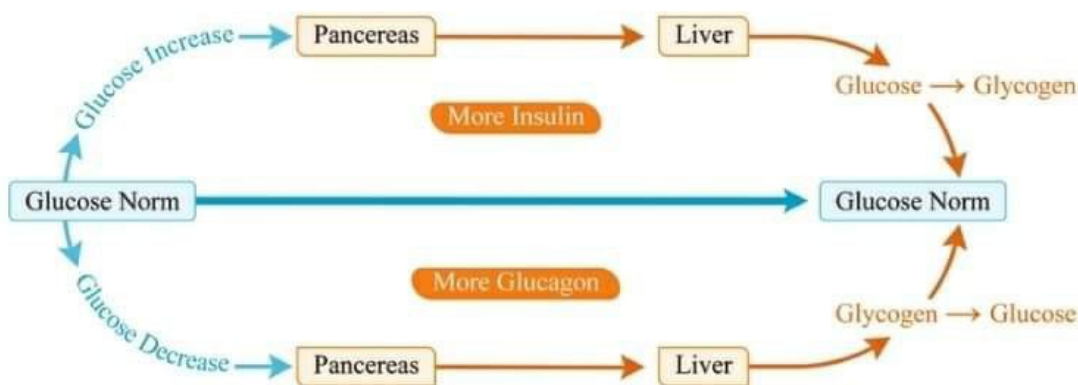 Glucose Increase
Pancereas
Liver
Glucose → Glycogen
More Insulin
Glucose Norm
Glucose Norm
More Glucagon
Glycogen → Glucose
Glucose Decrease
Pancereas
Liver